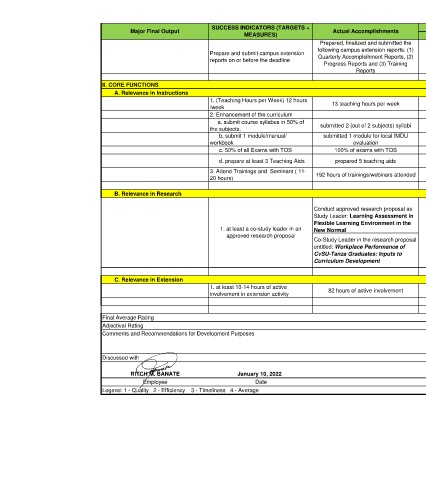 Major Final Output
SUCCESS INDICATORS (TARGETS +
MEASURES)
Actual Accomplishments
Prepare and submit campus extension
reports on or before the deadline
Prepared, finalized and submitted the
following campus extension reports: (1)
Quarterly Accomplishment Reports, (2)
Progress Reports and (3) Training
Reports
II. CORE FUNCTIONS
A. Relevance in Instructions
1. (Teaching Hours per Week) 12 hours
/week
13 teaching hours per week
2. Enhancement of the curriculum
a. submit course syllabus in 50% of
the subjects.
submitted 2 (out of 2 subjects) syllabi
b. submit 1 module/manual/
workbook
submitted 1 module for local IMDU
evaluation
c. 50% of all Exams with TOS
100% of exams with TOS
d. prepare at least 3 Teaching Aids
prepared 5 teaching aids
3. Attend Trainings and Seminars ( 11-
20 hours)
192 hours of trainings/webinars attended
B. Relevance in Research
1. at least a co-study leader in an
approved research proposal
Conduct approved research proposal as
Study Leader: Learning Assessment in
Flexible Learning Environment in the
New Normal
Co-Study Leader in the research proposal
entitled: Workplace Performance of
CvSU-Tanza Graduates: Inputs to
Curriculum Development
C. Relevance in Extension
1. at least 10-14 hours of active
involvement in extension activity
82 hours of active involvement
Final Average Rating
Adjectival Rating
Comments and Recommendations for Development Purposes
Discussed with
RITCH M. BANATE
January 10, 2022
Employee
Date
Legend: 1 - Quality 2 - Efficiency 3 - Timeliness 4 - Average